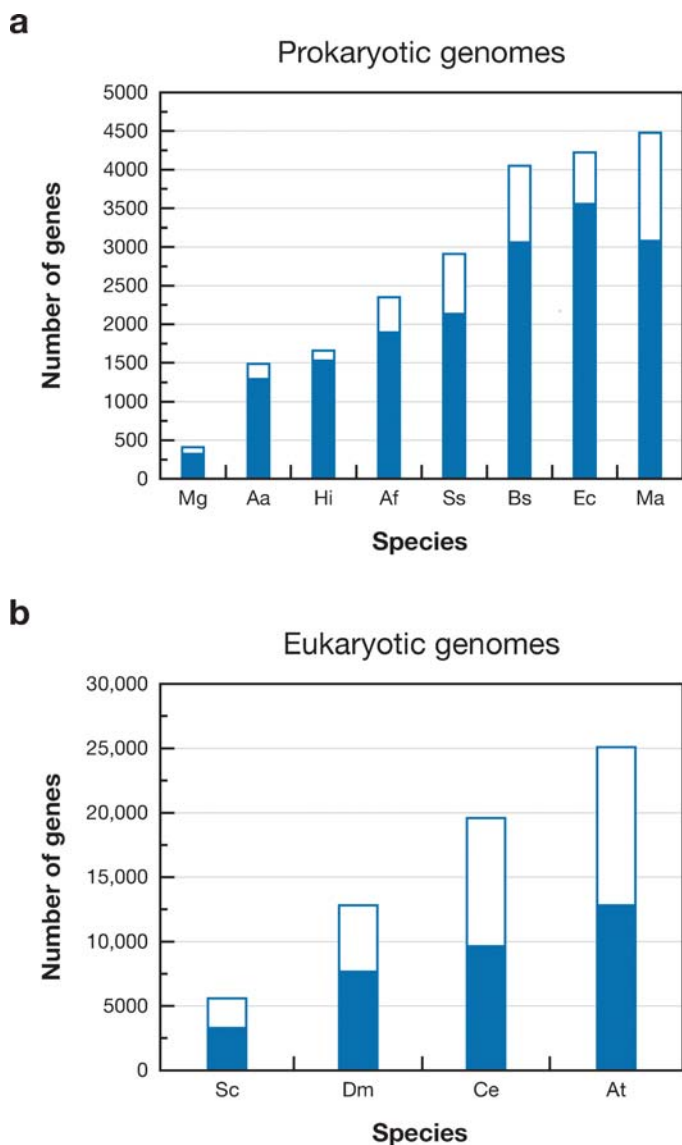 a
Prokaryotic genomes
5000
4500
4000
3500
3000
2500
2000
1500
1000
500
0
Number of genes
Mg Aa Hi Af Ss Bs Ec Ma
Species
b
Eukaryotic genomes
30,000
25,000
20,000
15,000
10,000
5000
0
Number of genes
Sc Dm Ce At
Species